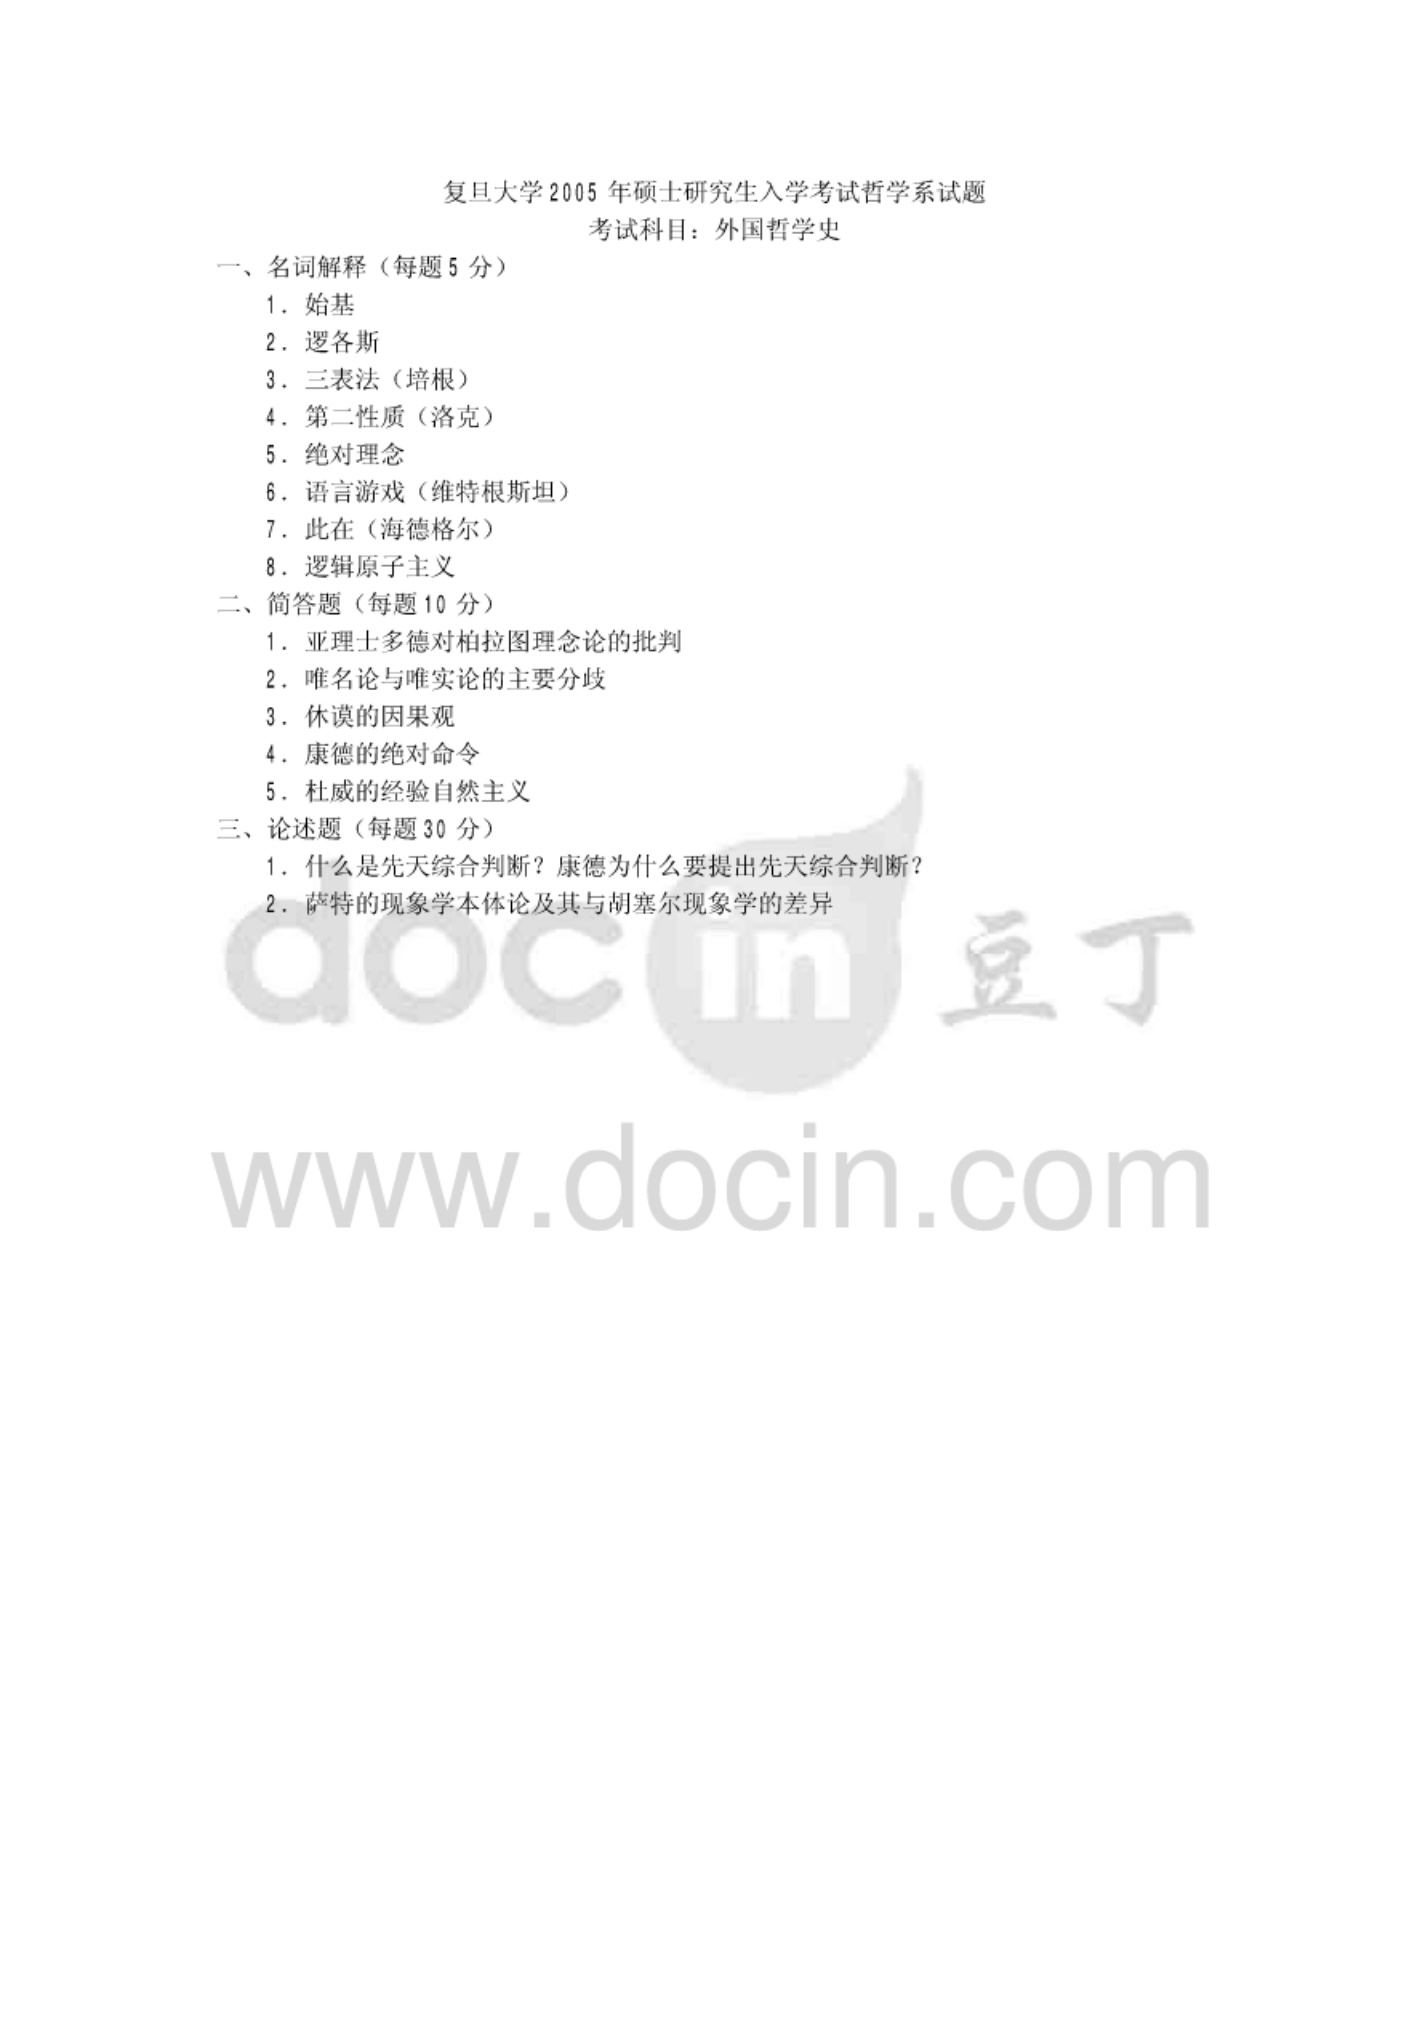 复旦大学2005 年硕士研究生入学考试哲学系试题
考试科目：外国哲学史
一、名词解释（每题5 分）
1．始基
2．逻各斯
3．三表法（培根）
4．第二性质（洛克）
5．绝对理念
6．语言游戏（维特根斯坦）
7．此在（海德格尔）
8．逻辑原子主义
二、简答题（每题10 分）
1．亚理士多德对柏拉图理念论的批判
2．唯名论与唯实论的主要分歧
3．休谟的因果观
4．康德的绝对命令
5．杜威的经验自然主义
三、论述题（每题30 分）
1．什么是先天综合判断？康德为什么要提出先天综合判断？
2．萨特的现象学本体论及其与胡塞尔现象学的差异
docin 豆丁
www.docin.com